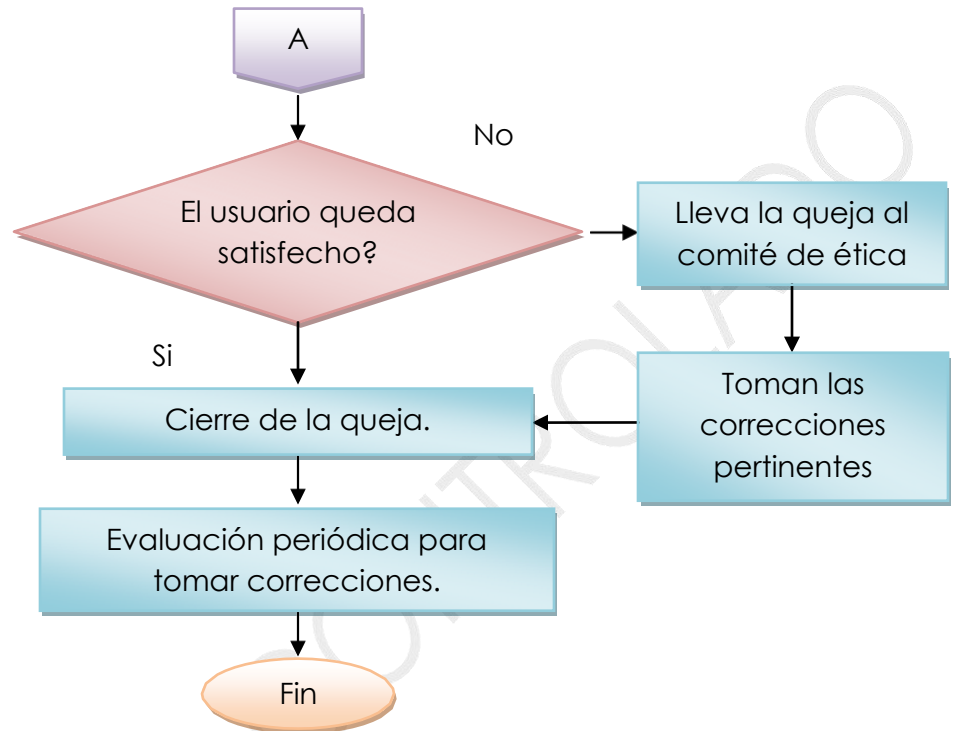 A
No
El usuario queda
satisfecho?
Lleva la queja al
comité de ética
Si
Toman las
correcciones
pertinentes
Cierre de la queja.
Evaluación periódica para
tomar correcciones.
Fin